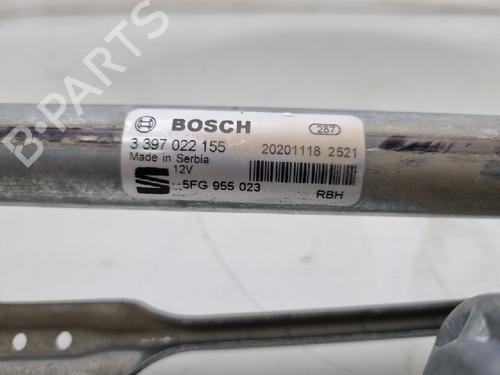 B-Parts
BOSCH 287
3 397 022 155 20201118 2521
Made in Serbia
12V
5FG 955 023 RBH